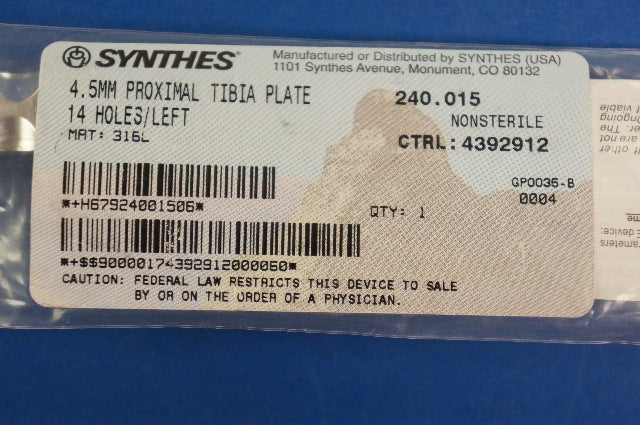 SYNTHES®
Manufactured or Distributed by SYNTHES (USA)
1101 Synthes Avenue, Monument, CO 80132
4.5MM PROXIMAL TIBIA PLATE
14 HOLES/LEFT
MAT: 316L
240.015
NONSTERILE
CTRL: 4392912
*+H67924001506*
GP0035-B
0004
QTY: 1
*+$$90000174392912000060*
CAUTION: FEDERAL LAW RESTRICTS THIS DEVICE TO SALE
BY OR ON THE ORDER OF A PHYSICIAN.